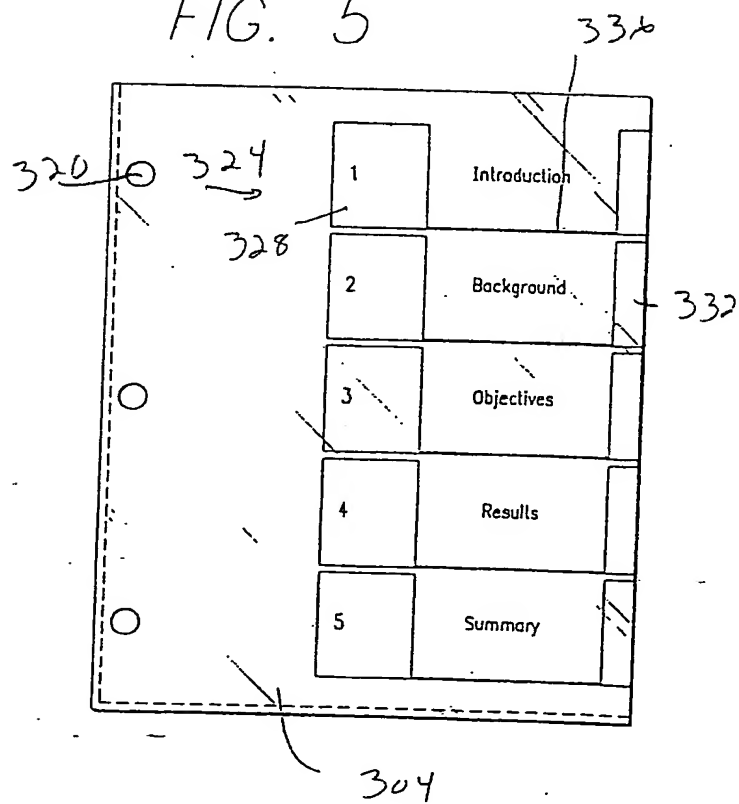 FIG. 5
336
320
324
1 Introduction
328
2 Background
332
3 Objectives
4 Results
5 Summary
304